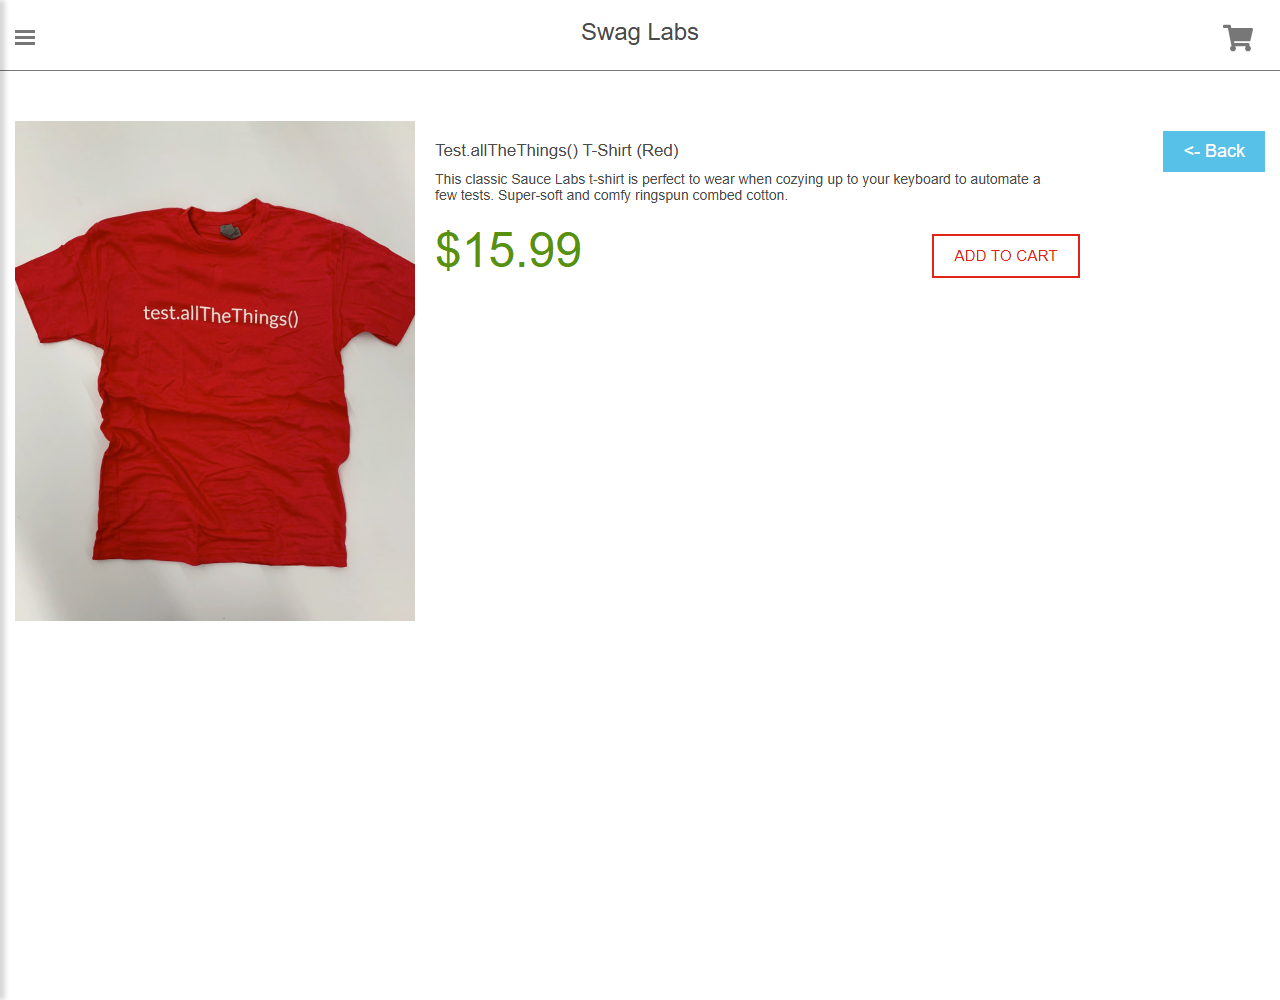 Swag Labs
<- Back
Test.allTheThings() T-Shirt (Red)
This classic Sauce Labs t-shirt is perfect to wear when cozying up to your keyboard to automate a
few tests. Super-soft and comfy ringspun combed cotton.
$15.99
ADD TO CART
test.allTheThings()